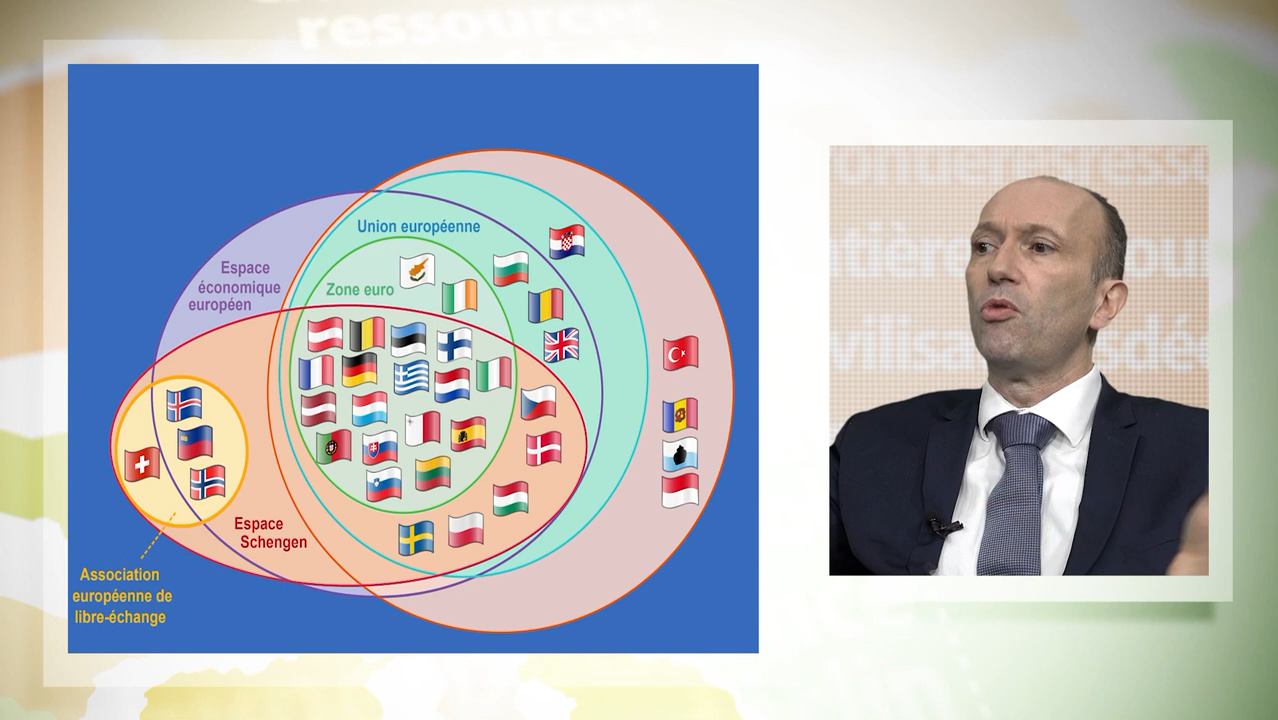 ressources
Union européenne
Espace
économique
européen
Zone euro
Espace
Schengen
Association
européenne de
libre-échange